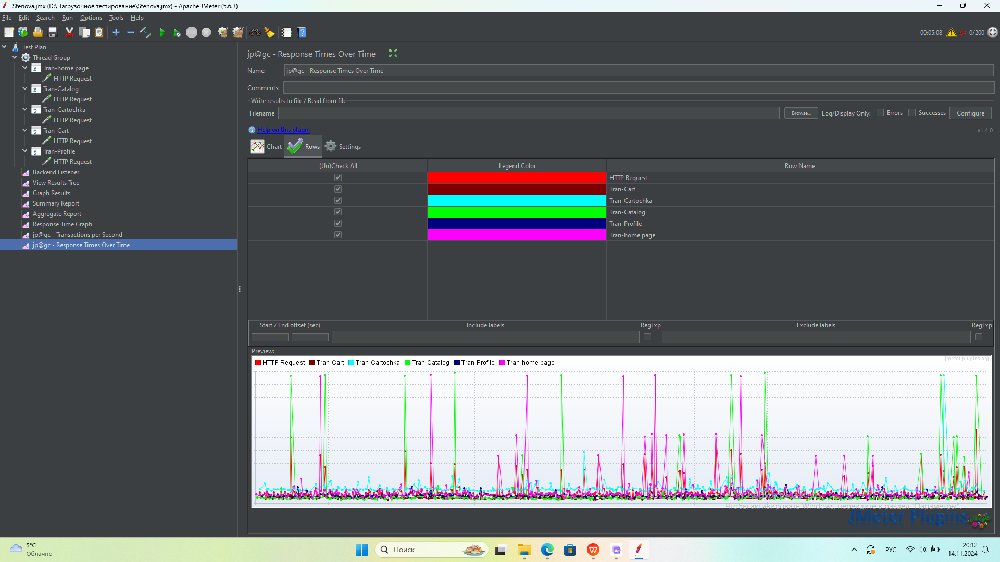 Stenova.jmx (D:\Нагрузочное тестирование\Stenova.jmx) - Apache JMeter (5.6.3)
File Edit Search Run Options Tools Help
00:05:08 64 0/200
Test Plan
Thread Group
Tran-home page
HTTP Request
Tran-Catalog
HTTP Request
Tran-Cartochka
HTTP Request
Tran-Cart
HTTP Request
Tran-Profile
HTTP Request
Backend Listener
View Results Tree
Graph Results
Summary Report
Aggregate Report
Response Time Graph
jp@gc - Transactions per Second
jp@gc - Response Times Over Time
jp@gc - Response Times Over Time
Name: jp@gc - Response Times Over Time
Comments:
Write results to file / Read from file
Filename Browse... Log/Display Only: Errors Successes Configure
Help on this plugin v1.4.0
Chart Rows Settings
(Un)Check All Legend Color Row Name
HTTP Request
Tran-Cart
Tran-Cartochka
Tran-Catalog
Tran-Profile
Tran-home page
Start / End offset (sec) Include labels RegExp Exclude labels RegExp
Preview:
jmeter-plugins.org
HTTP Request Tran-Cart Tran-Cartochka Tran-Catalog Tran-Profile Tran-home page
Чтобы активировать Windows, перейдите в раздел "Параметры".
JMeter Plugins
5°C
Облачно
Поиск
РУС
20:12
14.11.2024